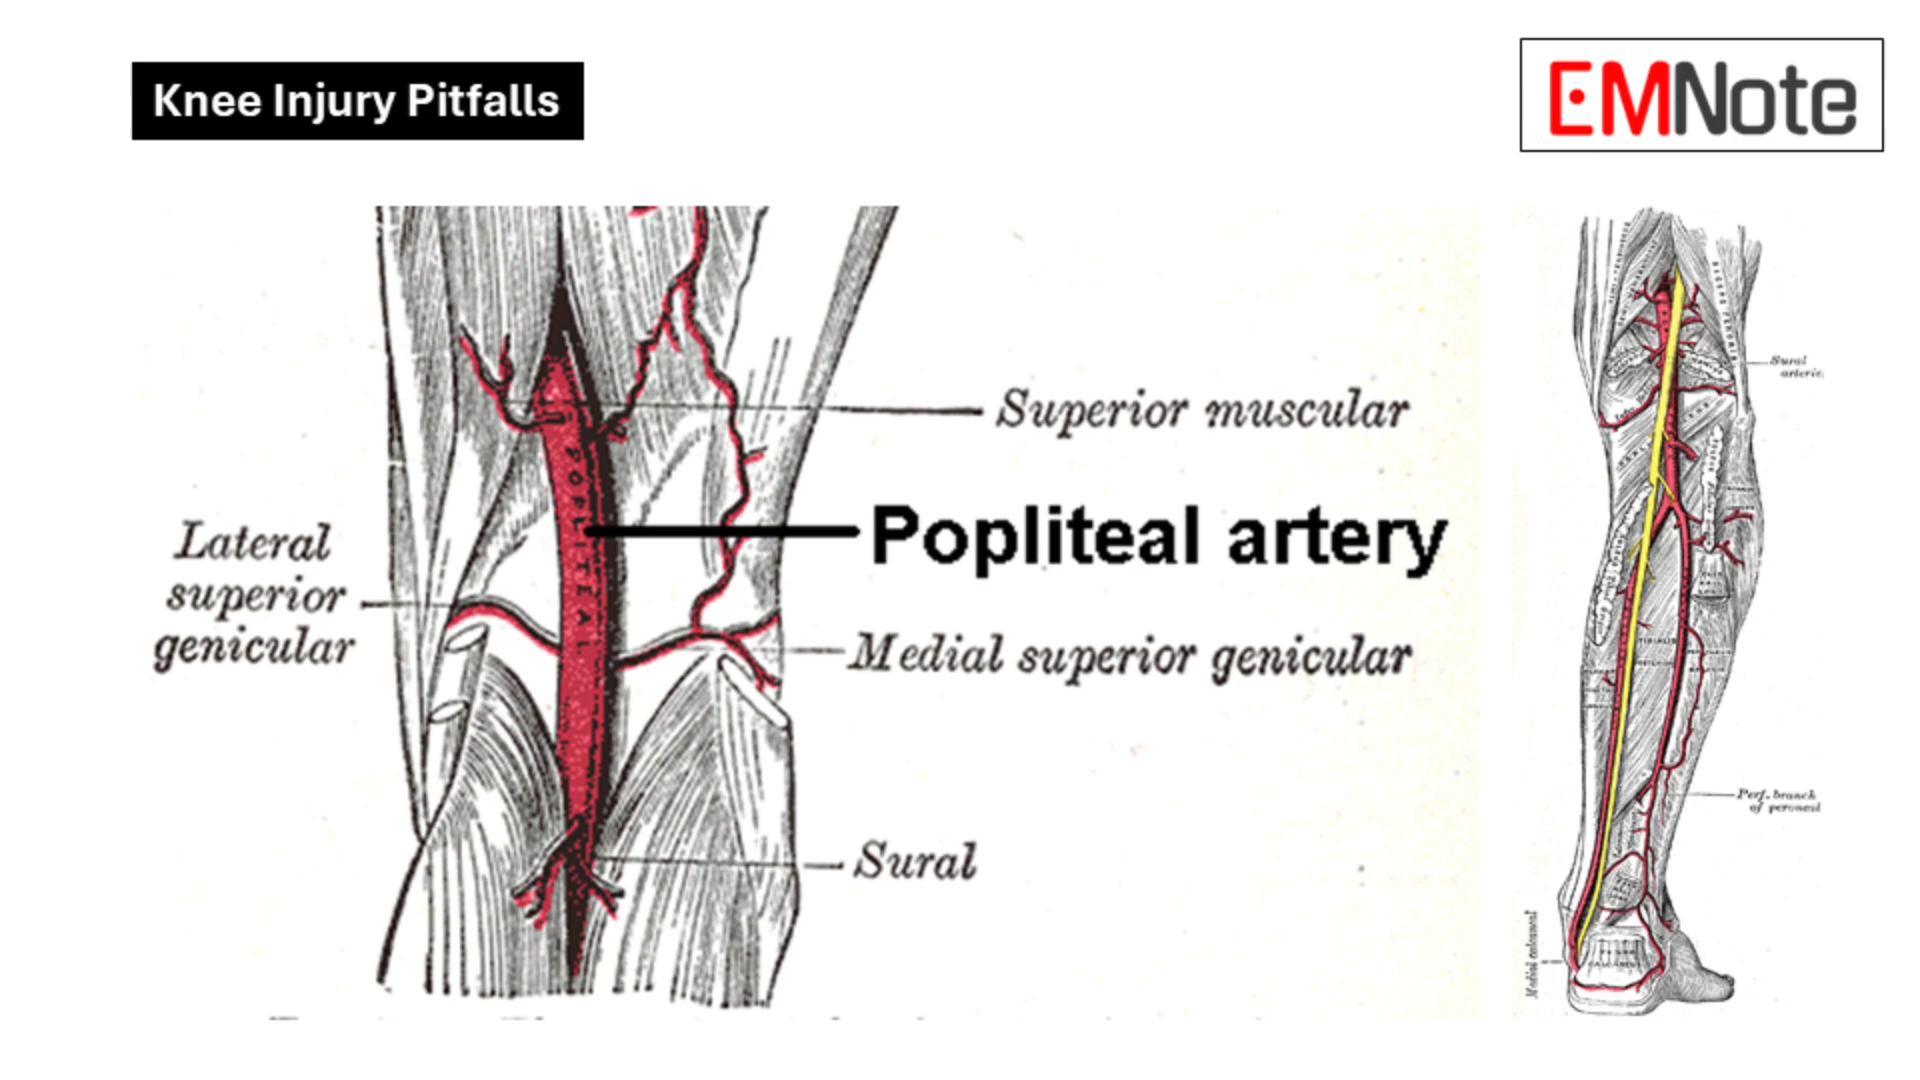 Knee Injury Pitfalls
EMNote
Superior muscular
Popliteal artery
POPLITEAL
Lateral
superior
genicular
Medial superior genicular
Sural
Sural
arteries
Perf. branch
of peroneal
Medial calcaneal
TIBIALIS